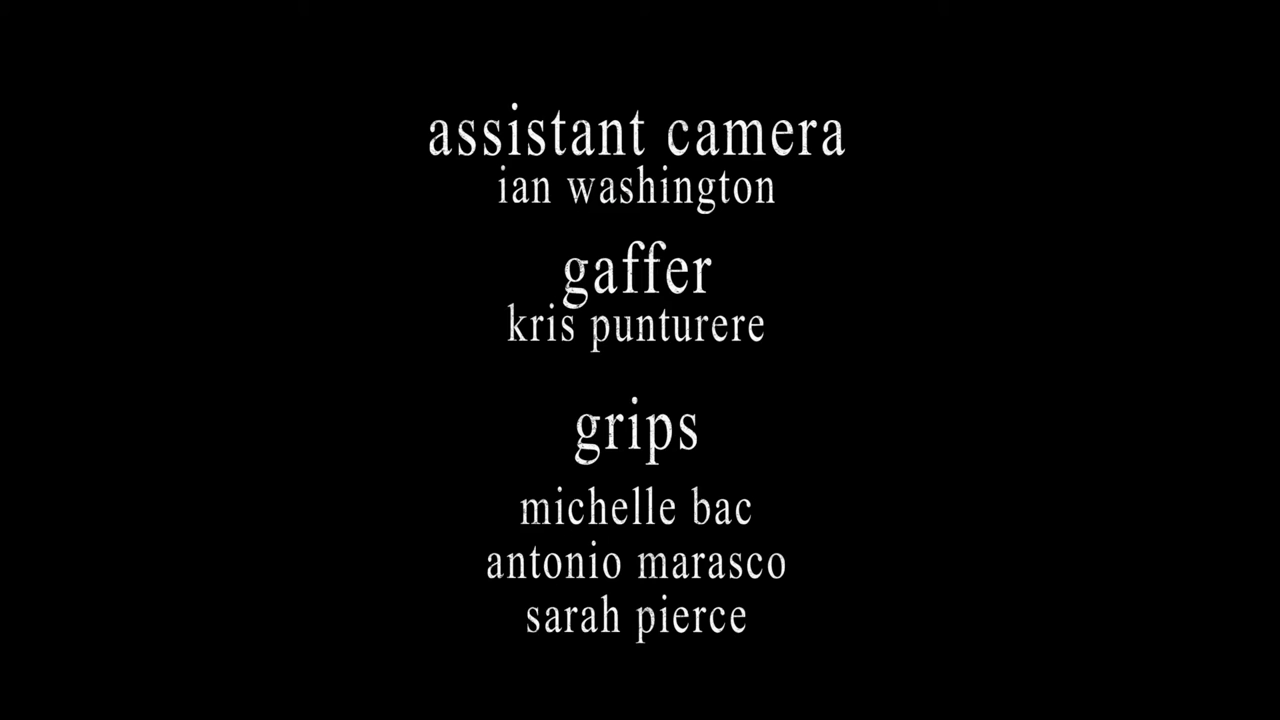 assistant camera
ian washington
gaffer
kris punturere
grips
michelle bac
antonio marasco
sarah pierce